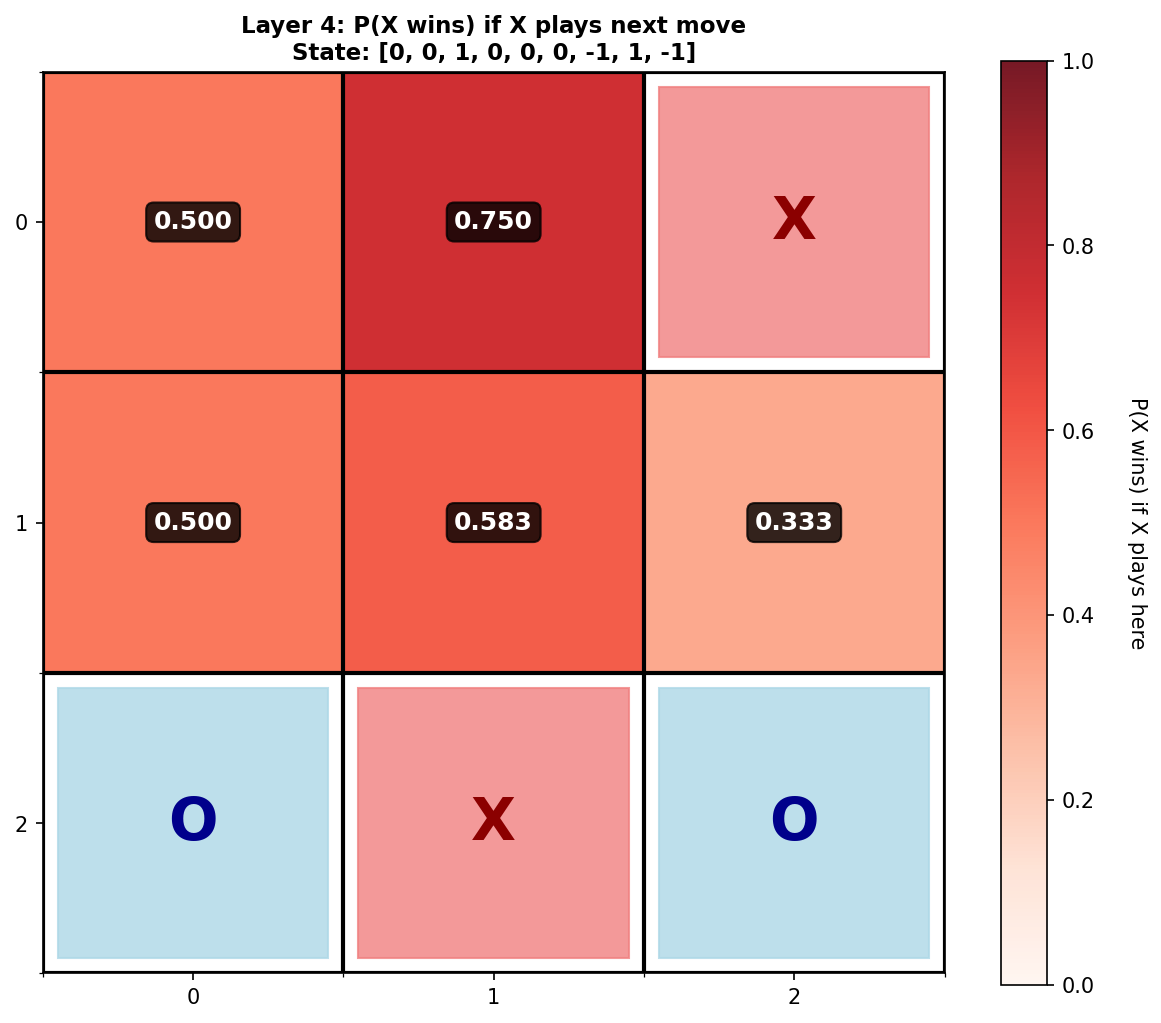 Layer 4: P(X wins) if X plays next move
State: [0, 0, 1, 0, 0, 0, -1, 1, -1]
0
0.500
0.750
X
1
0.500
0.583
0.333
2
O
X
O
0
1
2
1.0
0.8
0.6
0.4
0.2
0.0
P(X wins) if X plays here